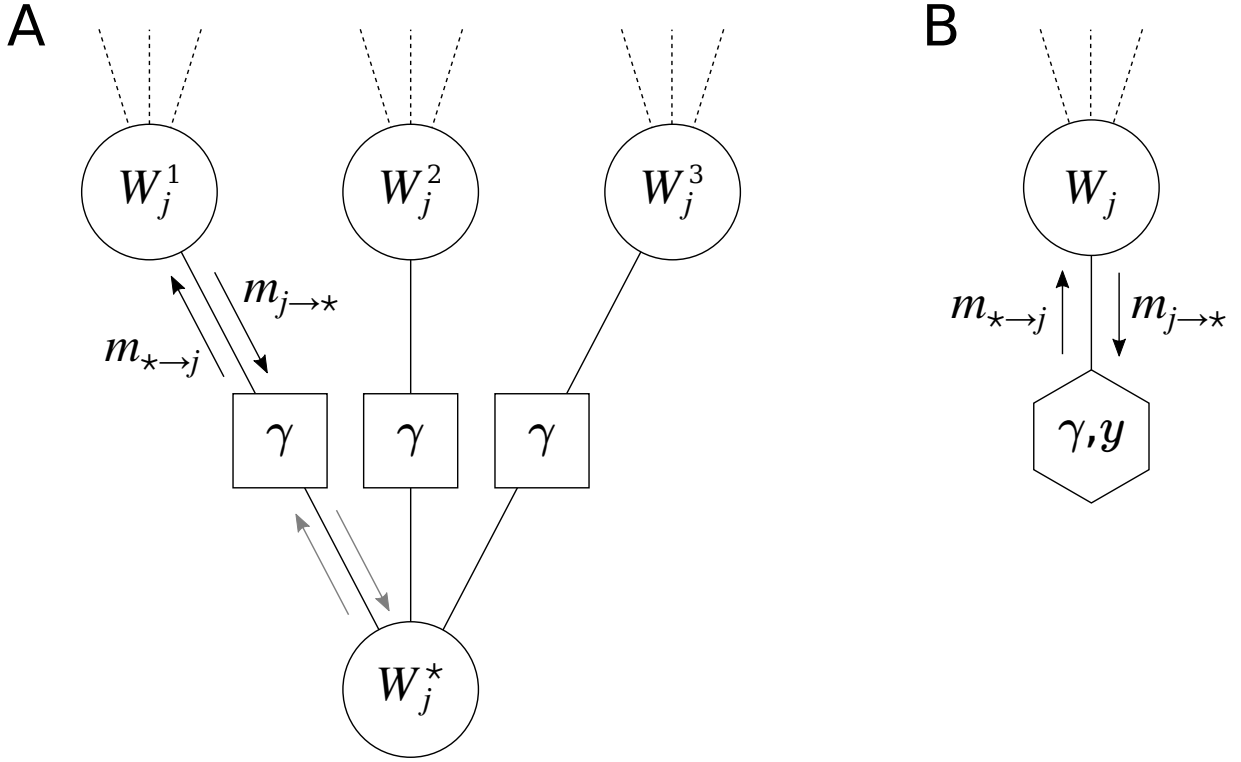 A B
W_j^1 W_j^2 W_j^3 W_j
m_{j→⋆} m_{⋆→j} m_{⋆→j} m_{j→⋆}
γ γ γ γ,y
W_j^⋆